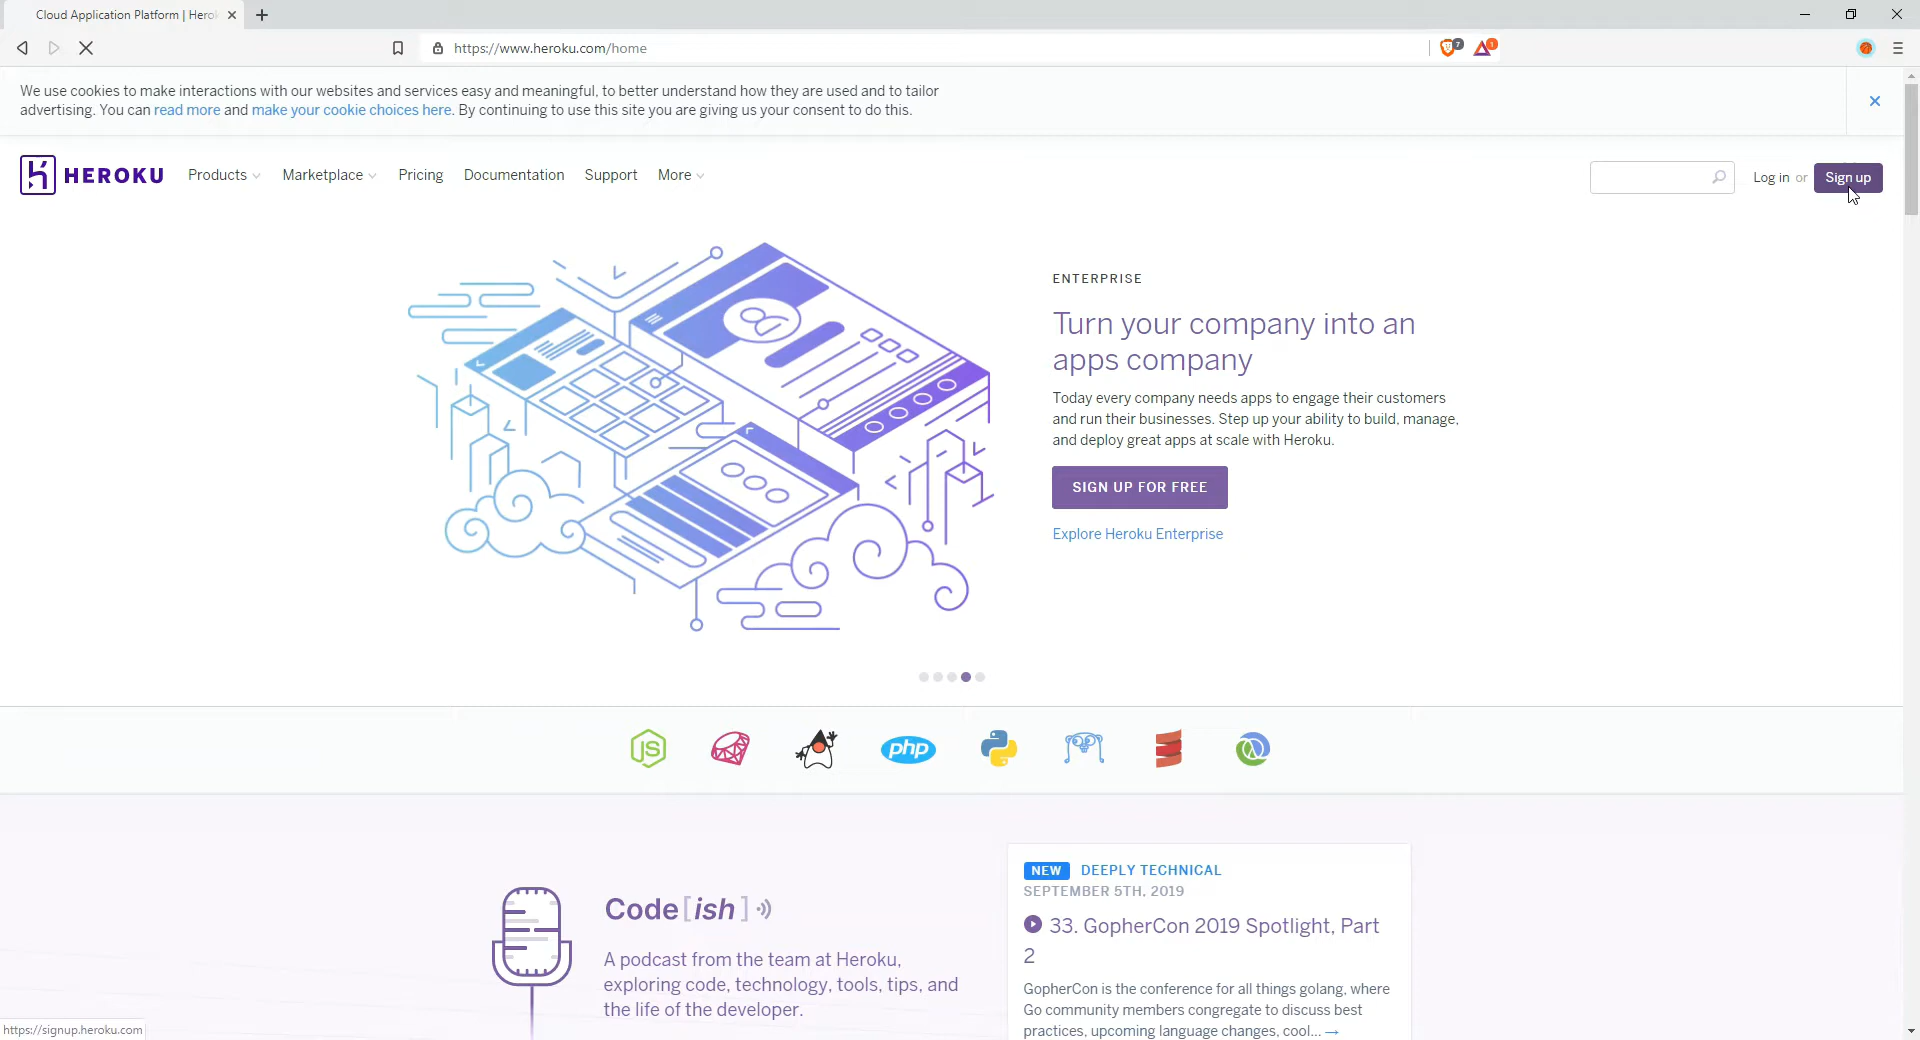 Cloud Application Platform | Herok
https://www.heroku.com/home
7
1
We use cookies to make interactions with our websites and services easy and meaningful, to better understand how they are used and to tailor
advertising. You can read more and make your cookie choices here. By continuing to use this site you are giving us your consent to do this.
HEROKU
Products
Marketplace
Pricing
Documentation
Support
More
Log in or
Sign up
ENTERPRISE
Turn your company into an
apps company
Today every company needs apps to engage their customers
and run their businesses. Step up your ability to build, manage,
and deploy great apps at scale with Heroku.
SIGN UP FOR FREE
Explore Heroku Enterprise
JS
php
Code[ish]
A podcast from the team at Heroku,
exploring code, technology, tools, tips, and
the life of the developer.
NEW DEEPLY TECHNICAL
SEPTEMBER 5TH, 2019
33. GopherCon 2019 Spotlight, Part
2
GopherCon is the conference for all things golang, where
Go community members congregate to discuss best
practices, upcoming language changes, cool... →
https://signup.heroku.com